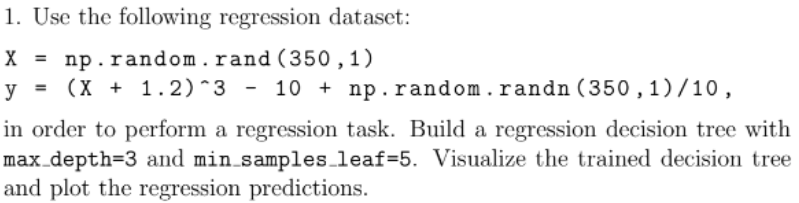 1. Use the following regression dataset:
X = np.random.rand(350,1)
y = (X + 1.2)^3 - 10 + np.random.randn(350,1)/10,
in order to perform a regression task. Build a regression decision tree with
max_depth=3 and min_samples_leaf=5. Visualize the trained decision tree
and plot the regression predictions.